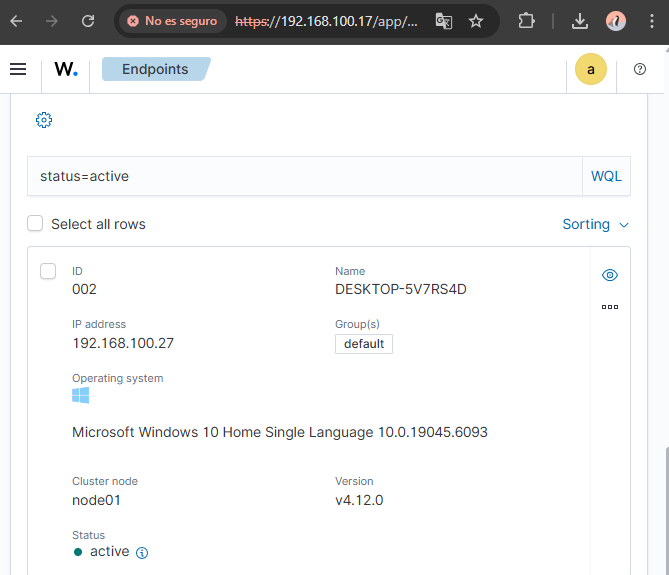 No es seguro https://192.168.100.17/app/...
W. Endpoints a
status=active WQL
Select all rows Sorting
ID Name
002 DESKTOP-5V7RS4D
IP address Group(s)
192.168.100.27 default
Operating system
Microsoft Windows 10 Home Single Language 10.0.19045.6093
Cluster node Version
node01 v4.12.0
Status
active